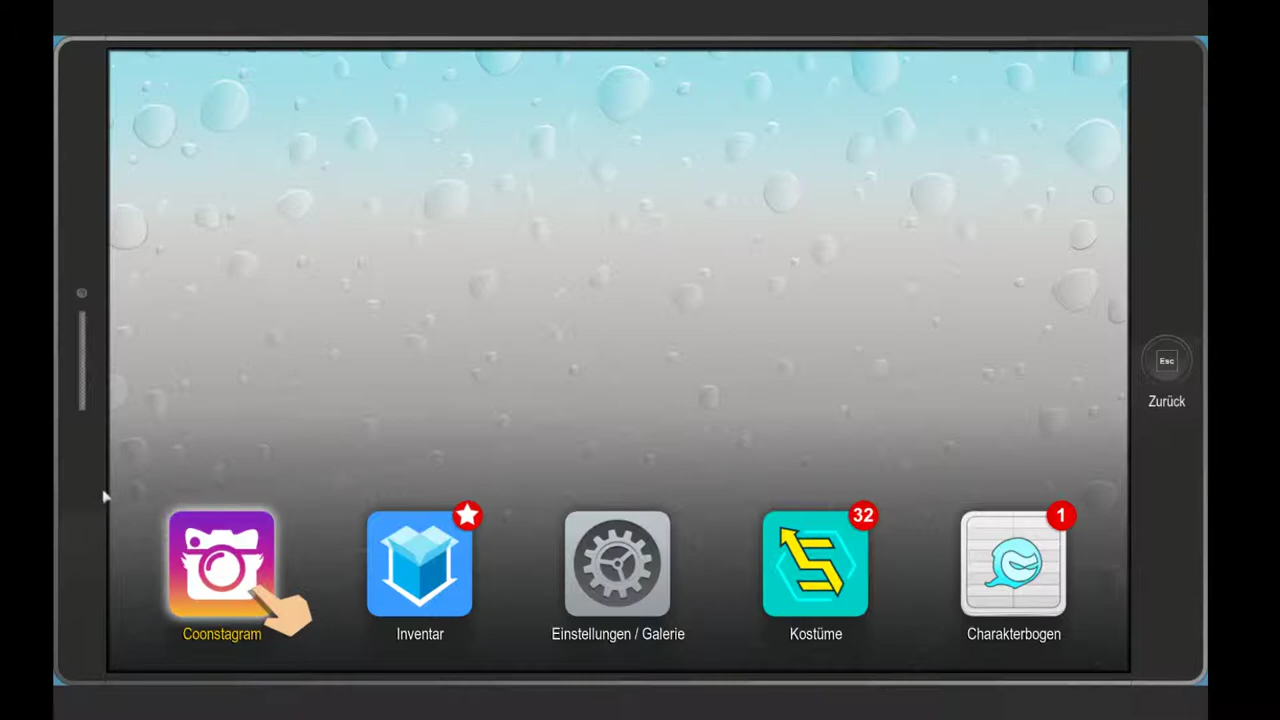 Esc
Zurück
32
1
Coonstagram
Inventar
Einstellungen / Galerie
Kostüme
Charakterbogen